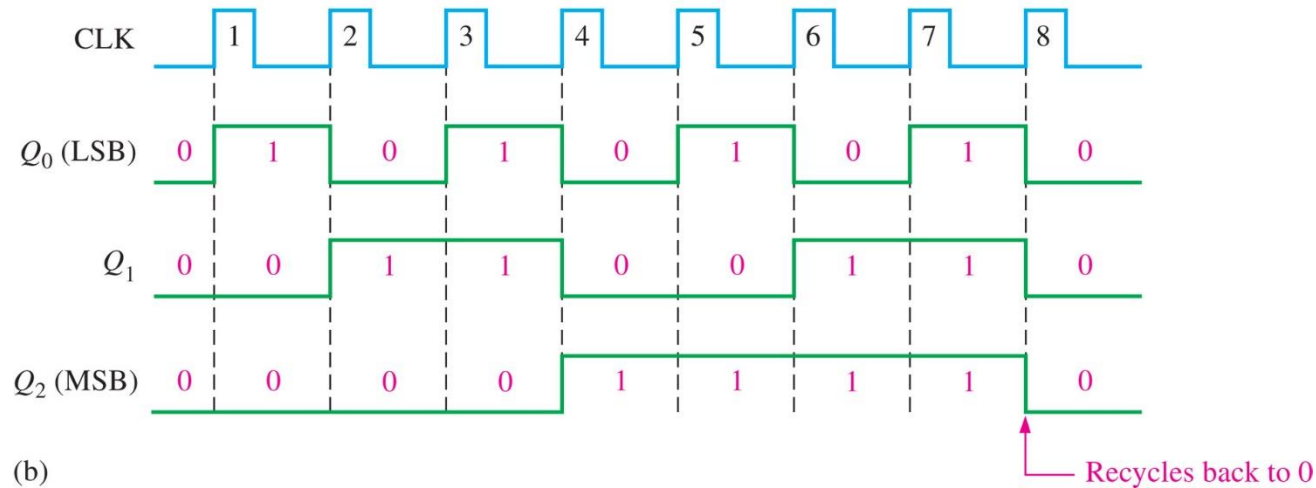 CLK 1 2 3 4 5 6 7 8
Q0 (LSB) 0 1 0 1 0 1 0 1 0
Q1 0 0 1 1 0 0 1 1 0
Q2 (MSB) 0 0 0 0 1 1 1 1 0
(b) Recycles back to 0